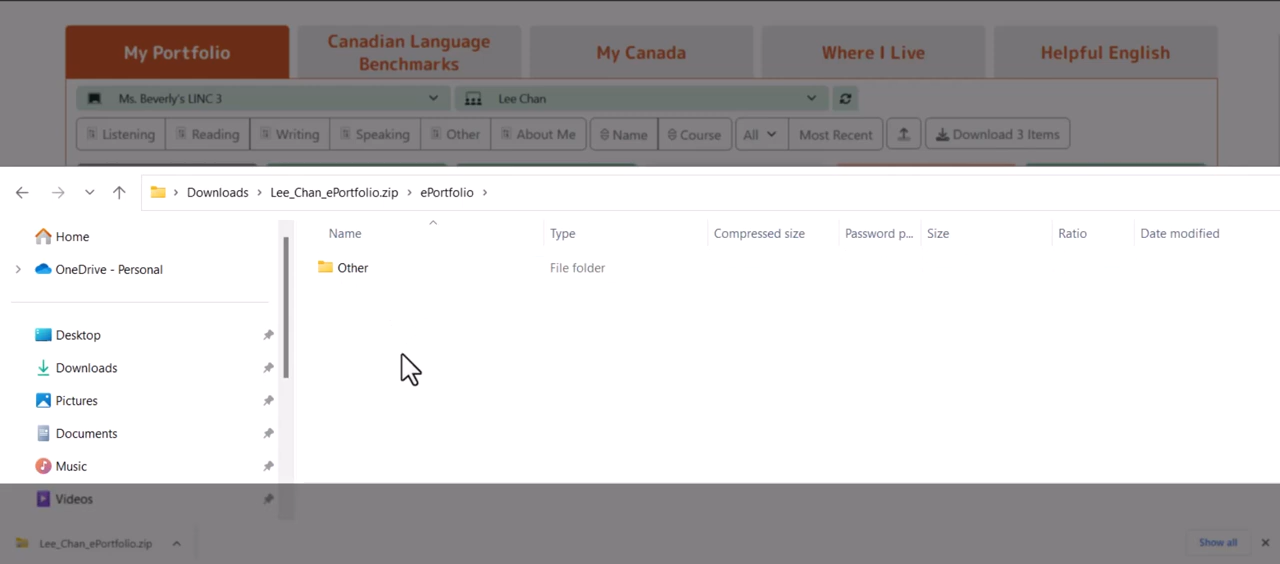 My Portfolio
Canadian Language
Benchmarks
My Canada
Where I Live
Helpful English
Ms. Beverly's LINC 3
Lee Chan
Listening
Reading
Writing
Speaking
Other
About Me
Name
Course
All
Most Recent
Download 3 Items
Downloads
Lee_Chan_ePortfolio.zip
ePortfolio
Home
OneDrive - Personal
Desktop
Downloads
Pictures
Documents
Music
Videos
Name
Type
Compressed size
Password p...
Size
Ratio
Date modified
Other
File folder
Lee_Chan_ePortfolio.zip
Show all